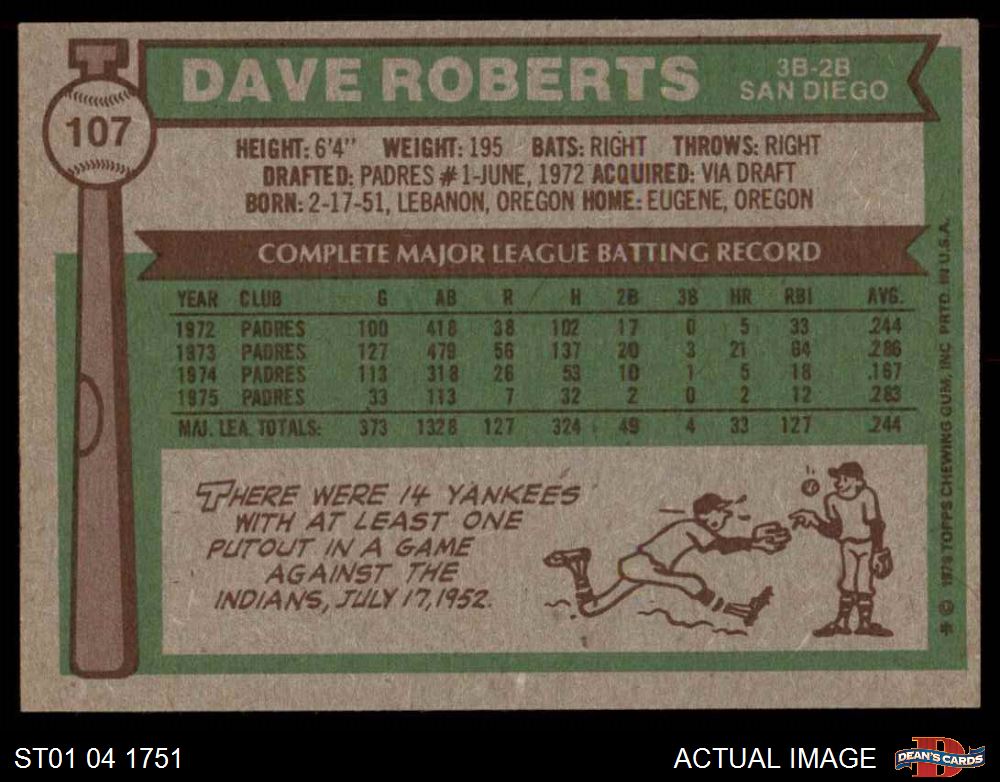 DAVE ROBERTS
3B-2B
SAN DIEGO
107
HEIGHT: 6'4" WEIGHT: 195 BATS: RIGHT THROWS: RIGHT
DRAFTED: PADRES #1-JUNE, 1972 ACQUIRED: VIA DRAFT
BORN: 2-17-51, LEBANON, OREGON HOME: EUGENE, OREGON
COMPLETE MAJOR LEAGUE BATTING RECORD
YEAR CLUB G AB R H 2B 3B HR RBI AVG.
1972 PADRES 100 418 38 102 17 0 5 33 .244
1973 PADRES 127 479 56 137 20 3 21 64 .286
1974 PADRES 113 318 26 53 10 1 5 18 .167
1975 PADRES 33 113 7 32 2 0 2 12 .283
MAJ. LEA. TOTALS: 373 1328 127 324 49 4 33 127 .244
THERE WERE 14 YANKEES
WITH AT LEAST ONE
PUTOUT IN A GAME
AGAINST THE
INDIANS, JULY 17, 1952.
* © 1976 TOPPS CHEWING GUM, INC PRTD. IN U.S.A.
ST01 04 1751
ACTUAL IMAGE
D
DEAN'S CARDS